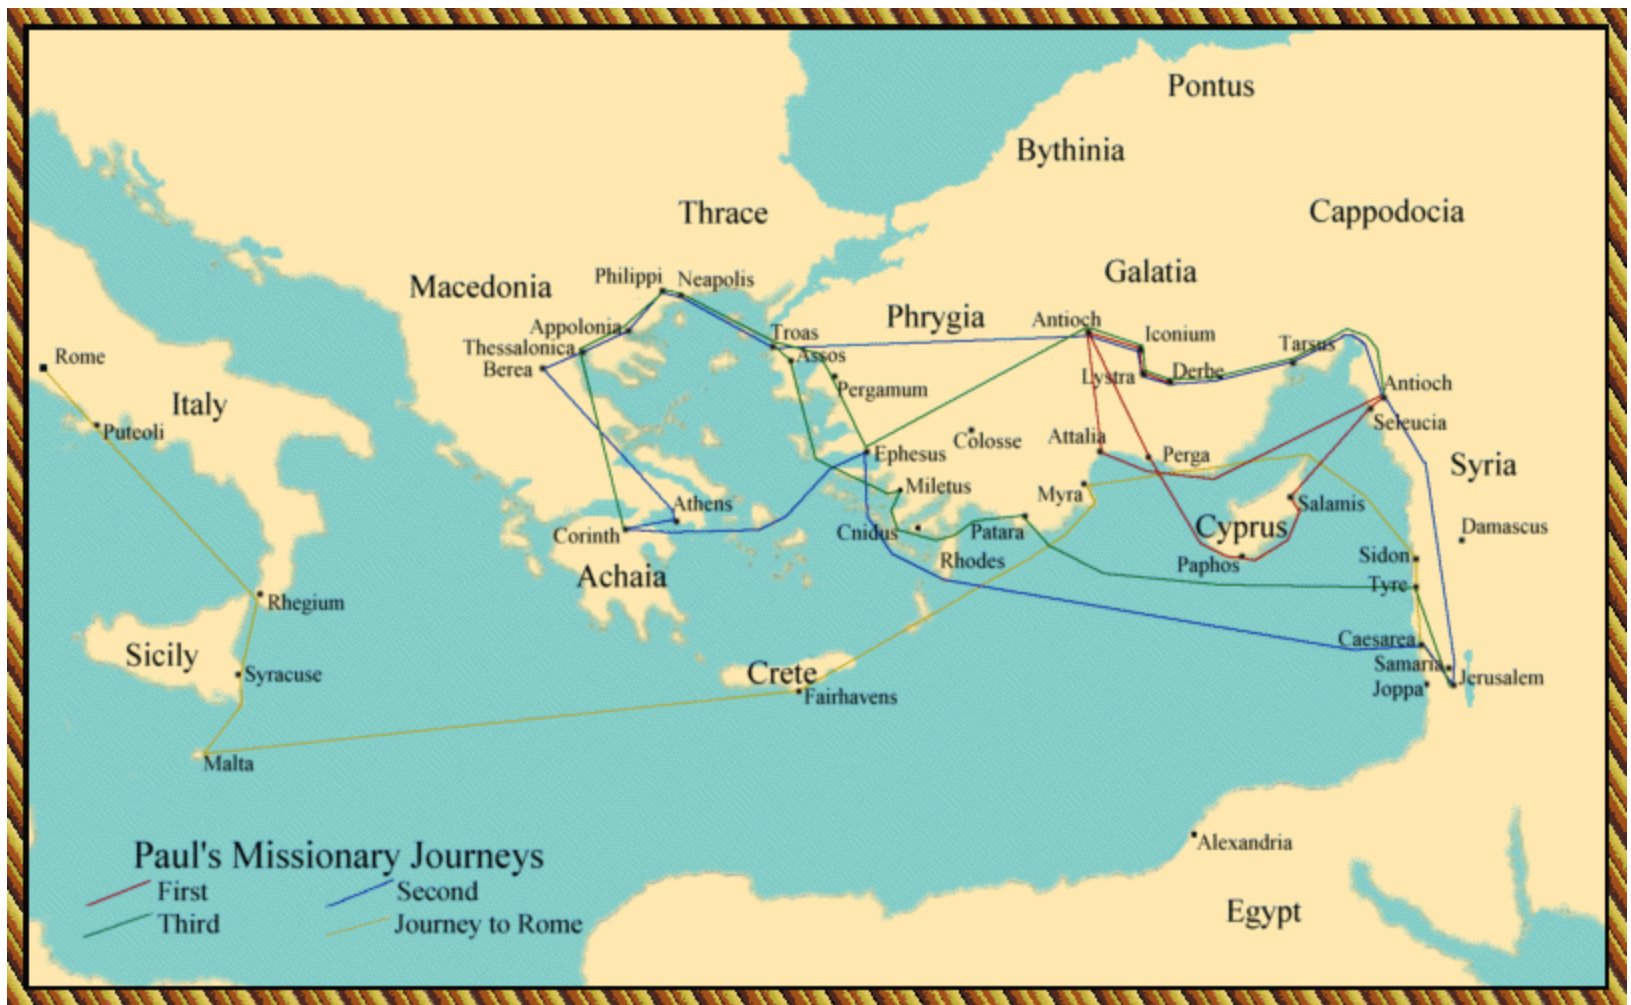 Pontus
Bythinia
Cappodocia
Thrace
Galatia
Macedonia
Philippi
Neapolis
Phrygia
Antioch
Iconium
Appolonia
Troas
Tarsus
Thessalonica
Assos
Rome
Berea
Lystra
Derbe
Antioch
Pergamum
Italy
Puteoli
Seleucia
Colosse
Attalia
Ephesus
Perga
Syria
Miletus
Myra
Athens
Salamis
Corinth
Cnidus
Patara
Cyprus
Damascus
Rhodes
Paphos
Sidon
Achaia
Tyre
Rhegium
Caesarea
Sicily
Samaria
Syracuse
Crete
Jerusalem
Joppa
Fairhavens
Malta
Alexandria
Egypt
Paul's Missionary Journeys
First
Second
Third
Journey to Rome